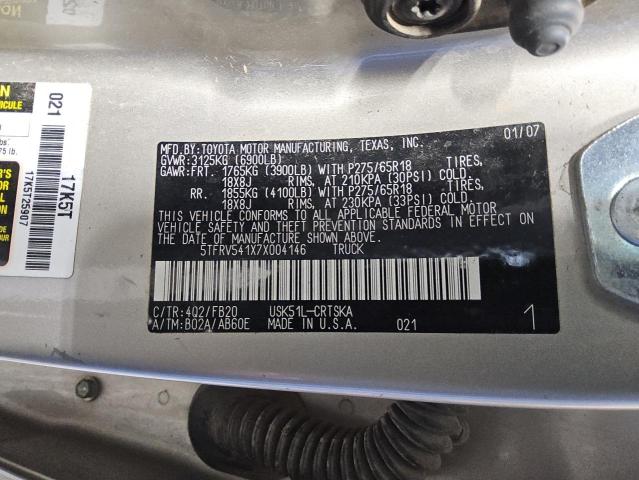 021
17K5T
17K5T25907
MFD.BY:TOYOTA MOTOR MANUFACTURING, TEXAS, INC. 01/07
GVWR:3125KG (6900LB)
GAWR:FRT. 1765KG (3900LB) WITH P275/65R18 TIRES,
18X8J RIMS, AT 210KPA (30PSI) COLD.
RR. 1855KG (4100LB) WITH P275/65R18 TIRES,
18X8J RIMS, AT 230KPA (33PSI) COLD.
THIS VEHICLE CONFORMS TO ALL APPLICABLE FEDERAL MOTOR
VEHICLE SAFETY STANDARDS IN EFFECT ON THE DATE OF
MANUFACTURE SHOWN ABOVE.
5TFRV541X7X004146 TRUCK
C/TR:4Q2/FB20 USK51L-CRTSKA
A/TM:B02A/AB60E MADE IN U.S.A. 021 1